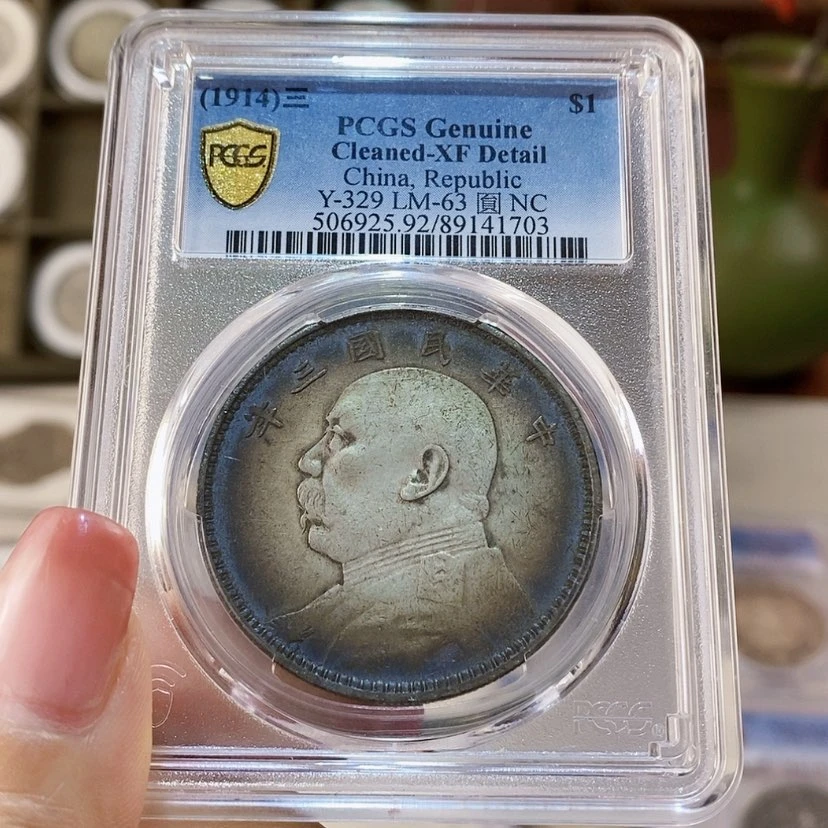 (1914)三 $1
PCGS
PCGS Genuine
Cleaned-XF Detail
China, Republic
Y-329 LM-63 圓 NC
506925.92/89141703
年三國民華中
PCGS